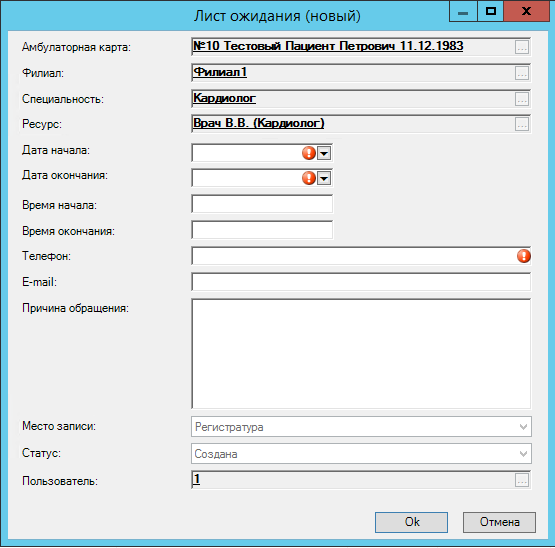 Лист ожидания (новый)
Амбулаторная карта: №10 Тестовый Пациент Петрович 11.12.1983 ...
Филиал: Филиал1 ...
Специальность: Кардиолог ...
Ресурс: Врач В.В. (Кардиолог) ...
Дата начала:
Дата окончания:
Время начала:
Время окончания:
Телефон:
E-mail:
Причина обращения:
Место записи: Регистратура
Статус: Создана
Пользователь: 1 ...
Ok Отмена